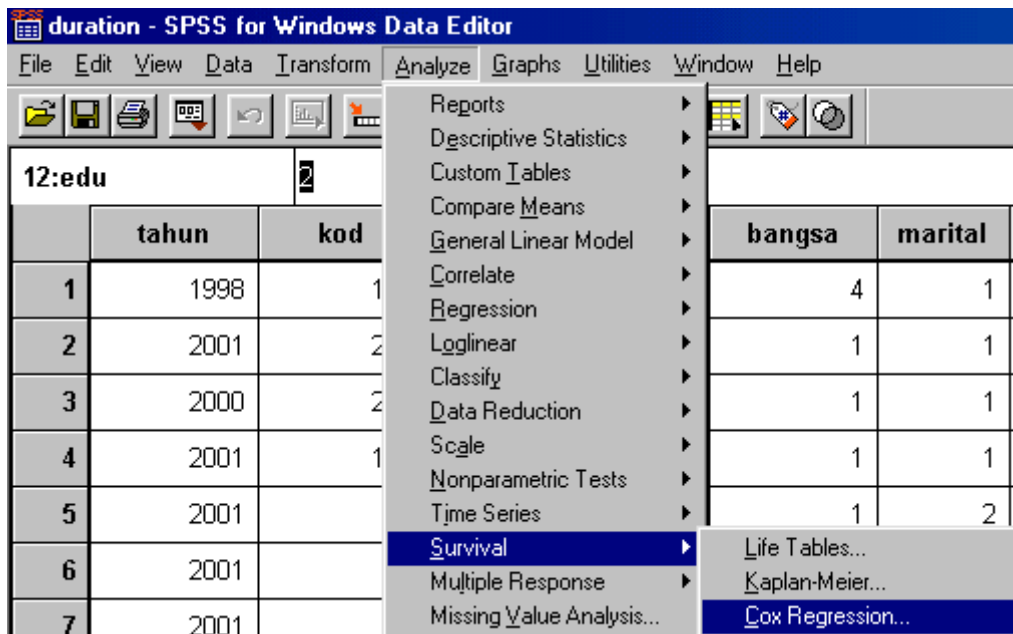 duration - SPSS for Windows Data Editor
File Edit View Data Transform Analyze Graphs Utilities Window Help
12:edu 2
tahun kod bangsa marital
1 1998 1 4 1
2 2001 2 1 1
3 2000 2 1 1
4 2001 1 1 1
5 2001 1 2
6 2001
7 2001
Reports
Descriptive Statistics
Custom Tables
Compare Means
General Linear Model
Correlate
Regression
Loglinear
Classify
Data Reduction
Scale
Nonparametric Tests
Time Series
Survival
Multiple Response
Missing Value Analysis...
Life Tables...
Kaplan-Meier...
Cox Regression...